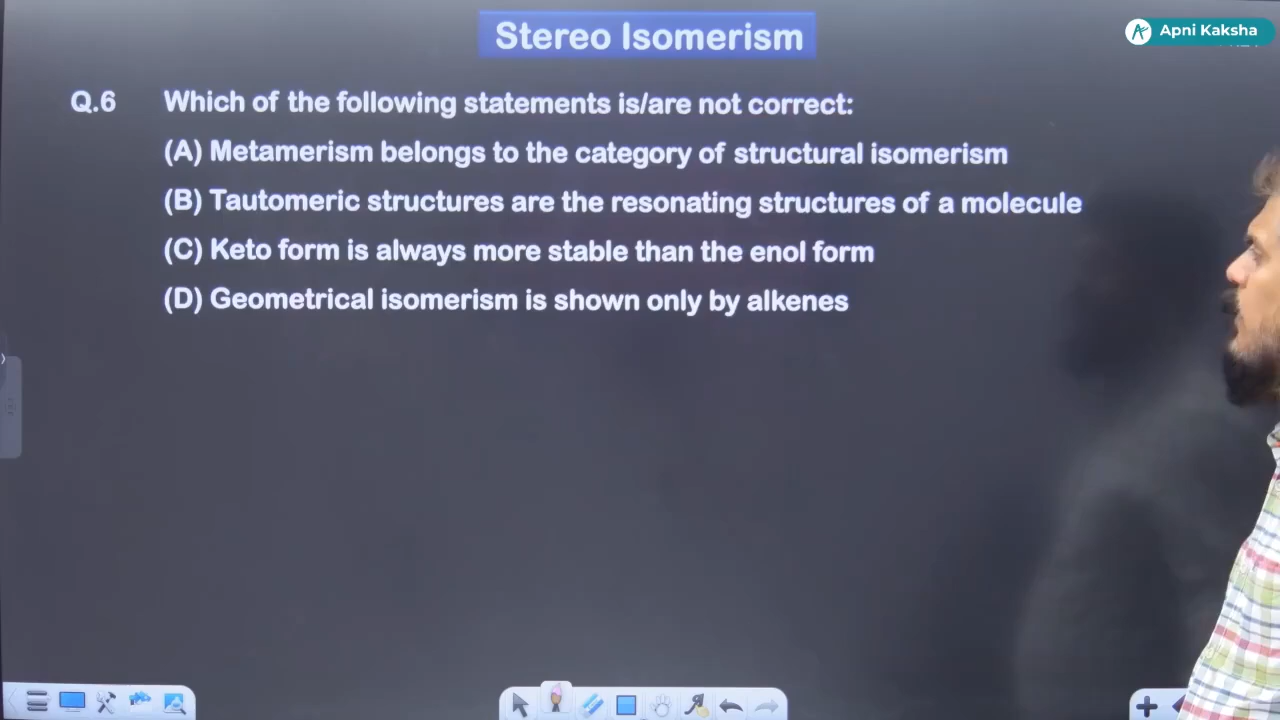 Stereo Isomerism
Apni Kaksha
Q.6 Which of the following statements is/are not correct:
(A) Metamerism belongs to the category of structural isomerism
(B) Tautomeric structures are the resonating structures of a molecule
(C) Keto form is always more stable than the enol form
(D) Geometrical isomerism is shown only by alkenes